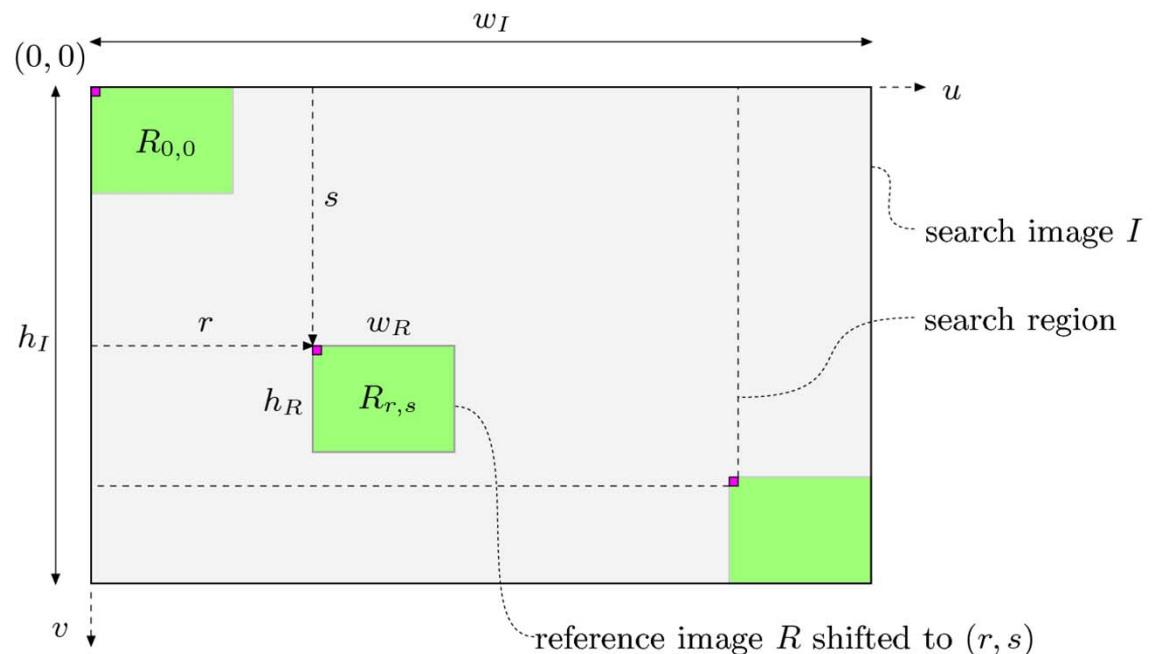 w_I
(0, 0)
u
R_{0,0}
s
search image I
r
w_R
search region
h_I
h_R
R_{r,s}
v
reference image R shifted to (r, s)